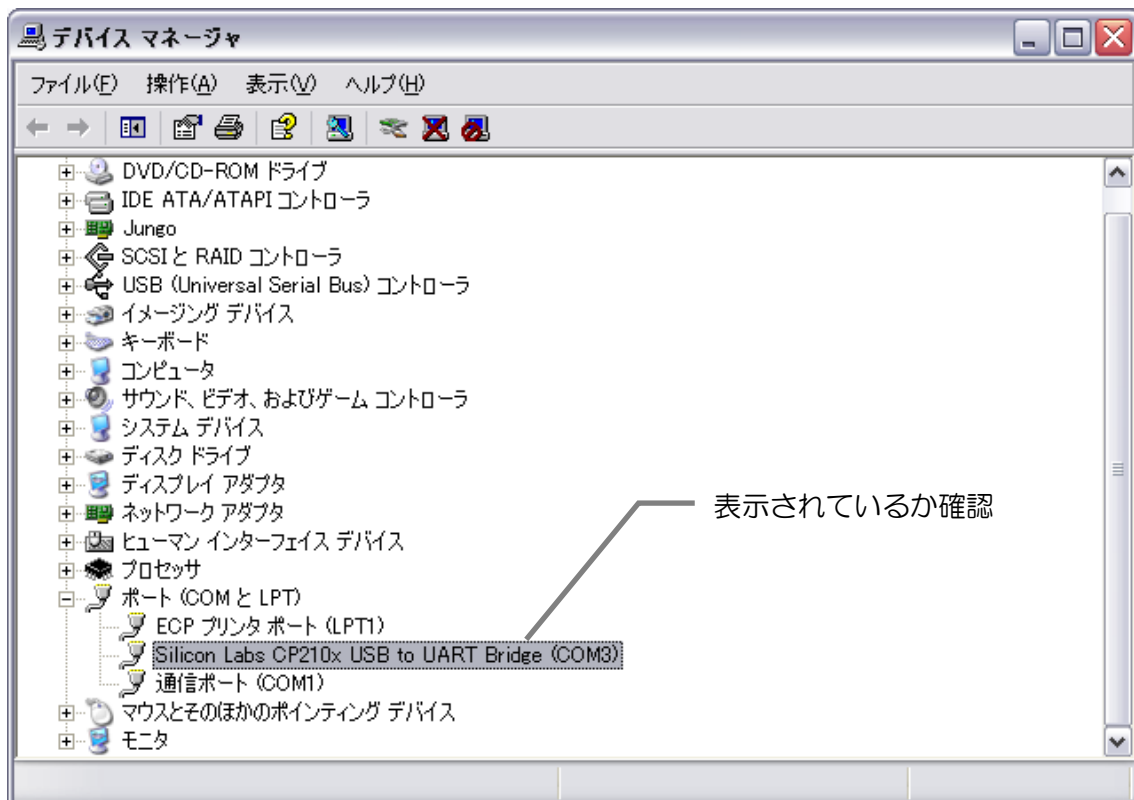 デバイス マネージャ
ファイル(F) 操作(A) 表示(V) ヘルプ(H)
DVD/CD-ROM ドライブ
IDE ATA/ATAPI コントローラ
Jungo
SCSI と RAID コントローラ
USB (Universal Serial Bus) コントローラ
イメージング デバイス
キーボード
コンピュータ
サウンド、ビデオ、およびゲーム コントローラ
システム デバイス
ディスク ドライブ
ディスプレイ アダプタ
ネットワーク アダプタ
表示されているか確認
ヒューマン インターフェイス デバイス
プロセッサ
ポート (COM と LPT)
ECP プリンタ ポート (LPT1)
Silicon Labs CP210x USB to UART Bridge (COM3)
通信ポート (COM1)
マウスとそのほかのポインティング デバイス
モニタ